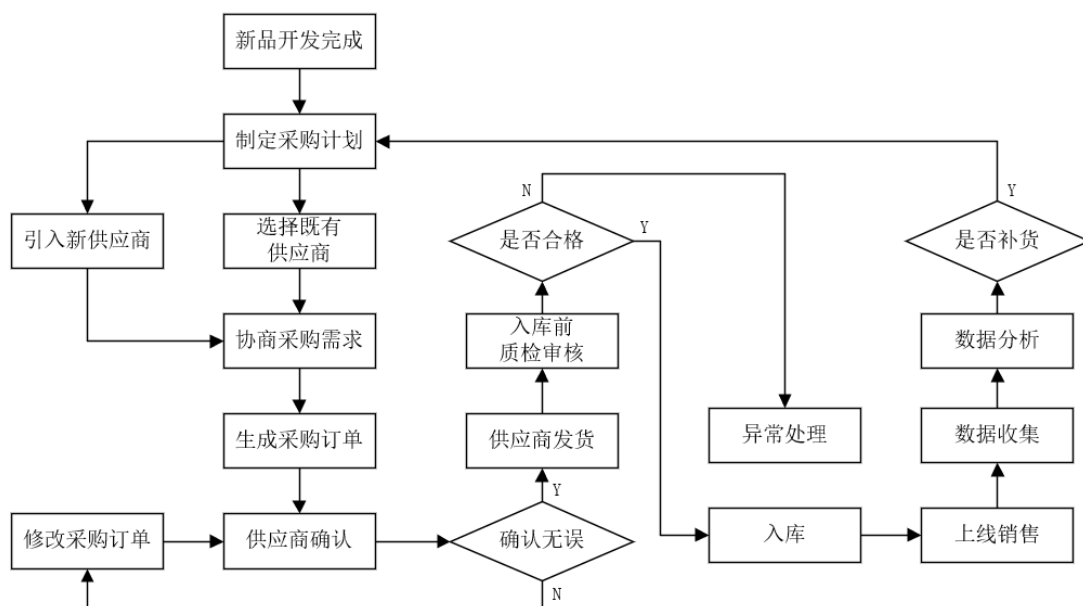 新品开发完成
制定采购计划
引入新供应商
选择既有
供应商
协商采购需求
生成采购订单
修改采购订单
供应商确认
确认无误
Y
N
供应商发货
入库前
质检审核
是否合格
N
Y
异常处理
入库
上线销售
数据收集
数据分析
是否补货
Y